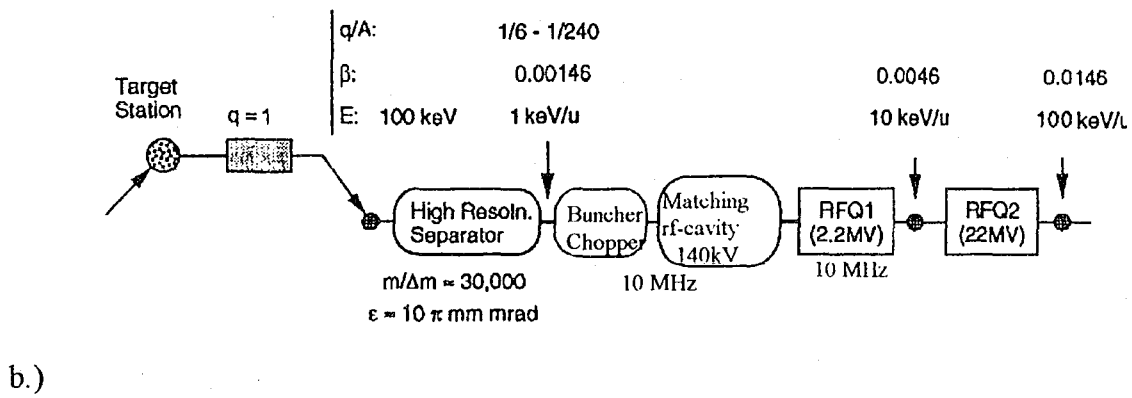 q/A: 1/6 - 1/240
β: 0.00146 0.0046 0.0146
Target
Station
q = 1
E: 100 keV 1 keV/u 10 keV/u 100 keV/u
High Resoln.
Separator
Buncher
Chopper
Matching
rf-cavity
140kV
RFQ1
(2.2MV)
RFQ2
(22MV)
m/Δm ≈ 30,000
10 MHz
10 MHz
ε ≈ 10 π mm mrad
b.)